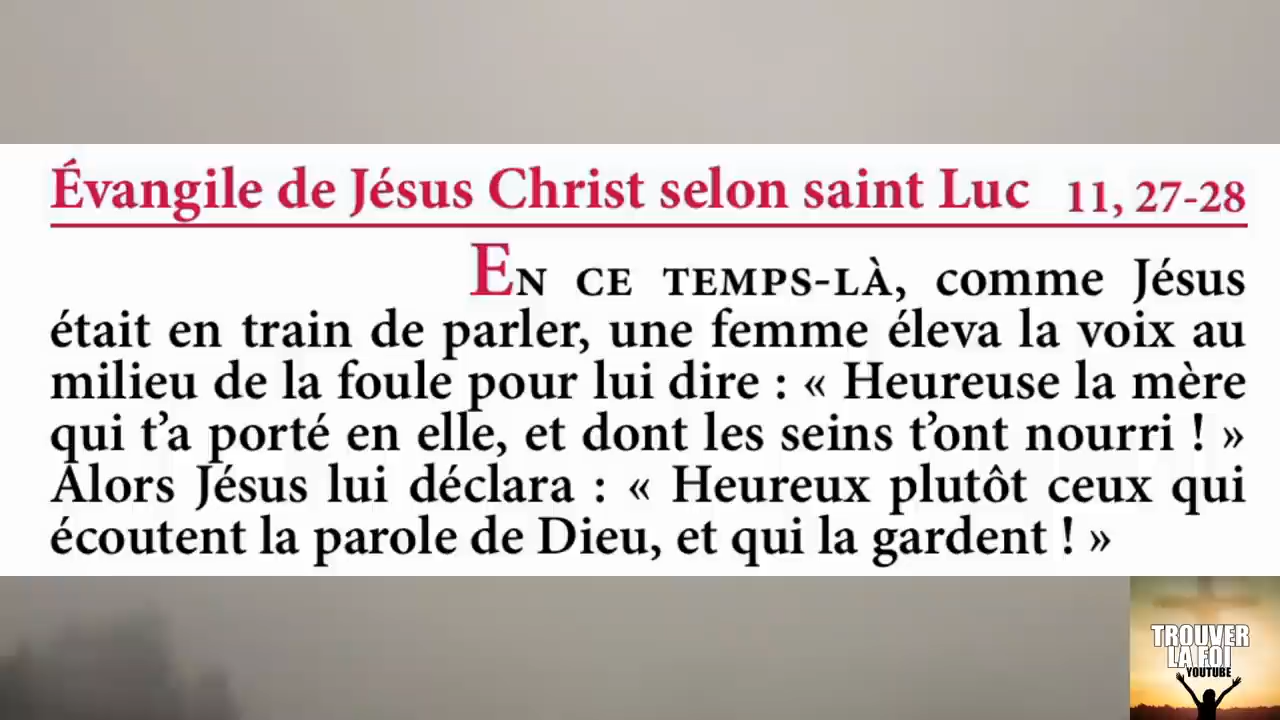 Évangile de Jésus Christ selon saint Luc 11, 27-28
EN CE TEMPS-LÀ, comme Jésus
était en train de parler, une femme éleva la voix au
milieu de la foule pour lui dire : « Heureuse la mère
qui t’a porté en elle, et dont les seins t’ont nourri ! »
Alors Jésus lui déclara : « Heureux plutôt ceux qui
écoutent la parole de Dieu, et qui la gardent ! »
TROUVER
LA FOI
YOUTUBE